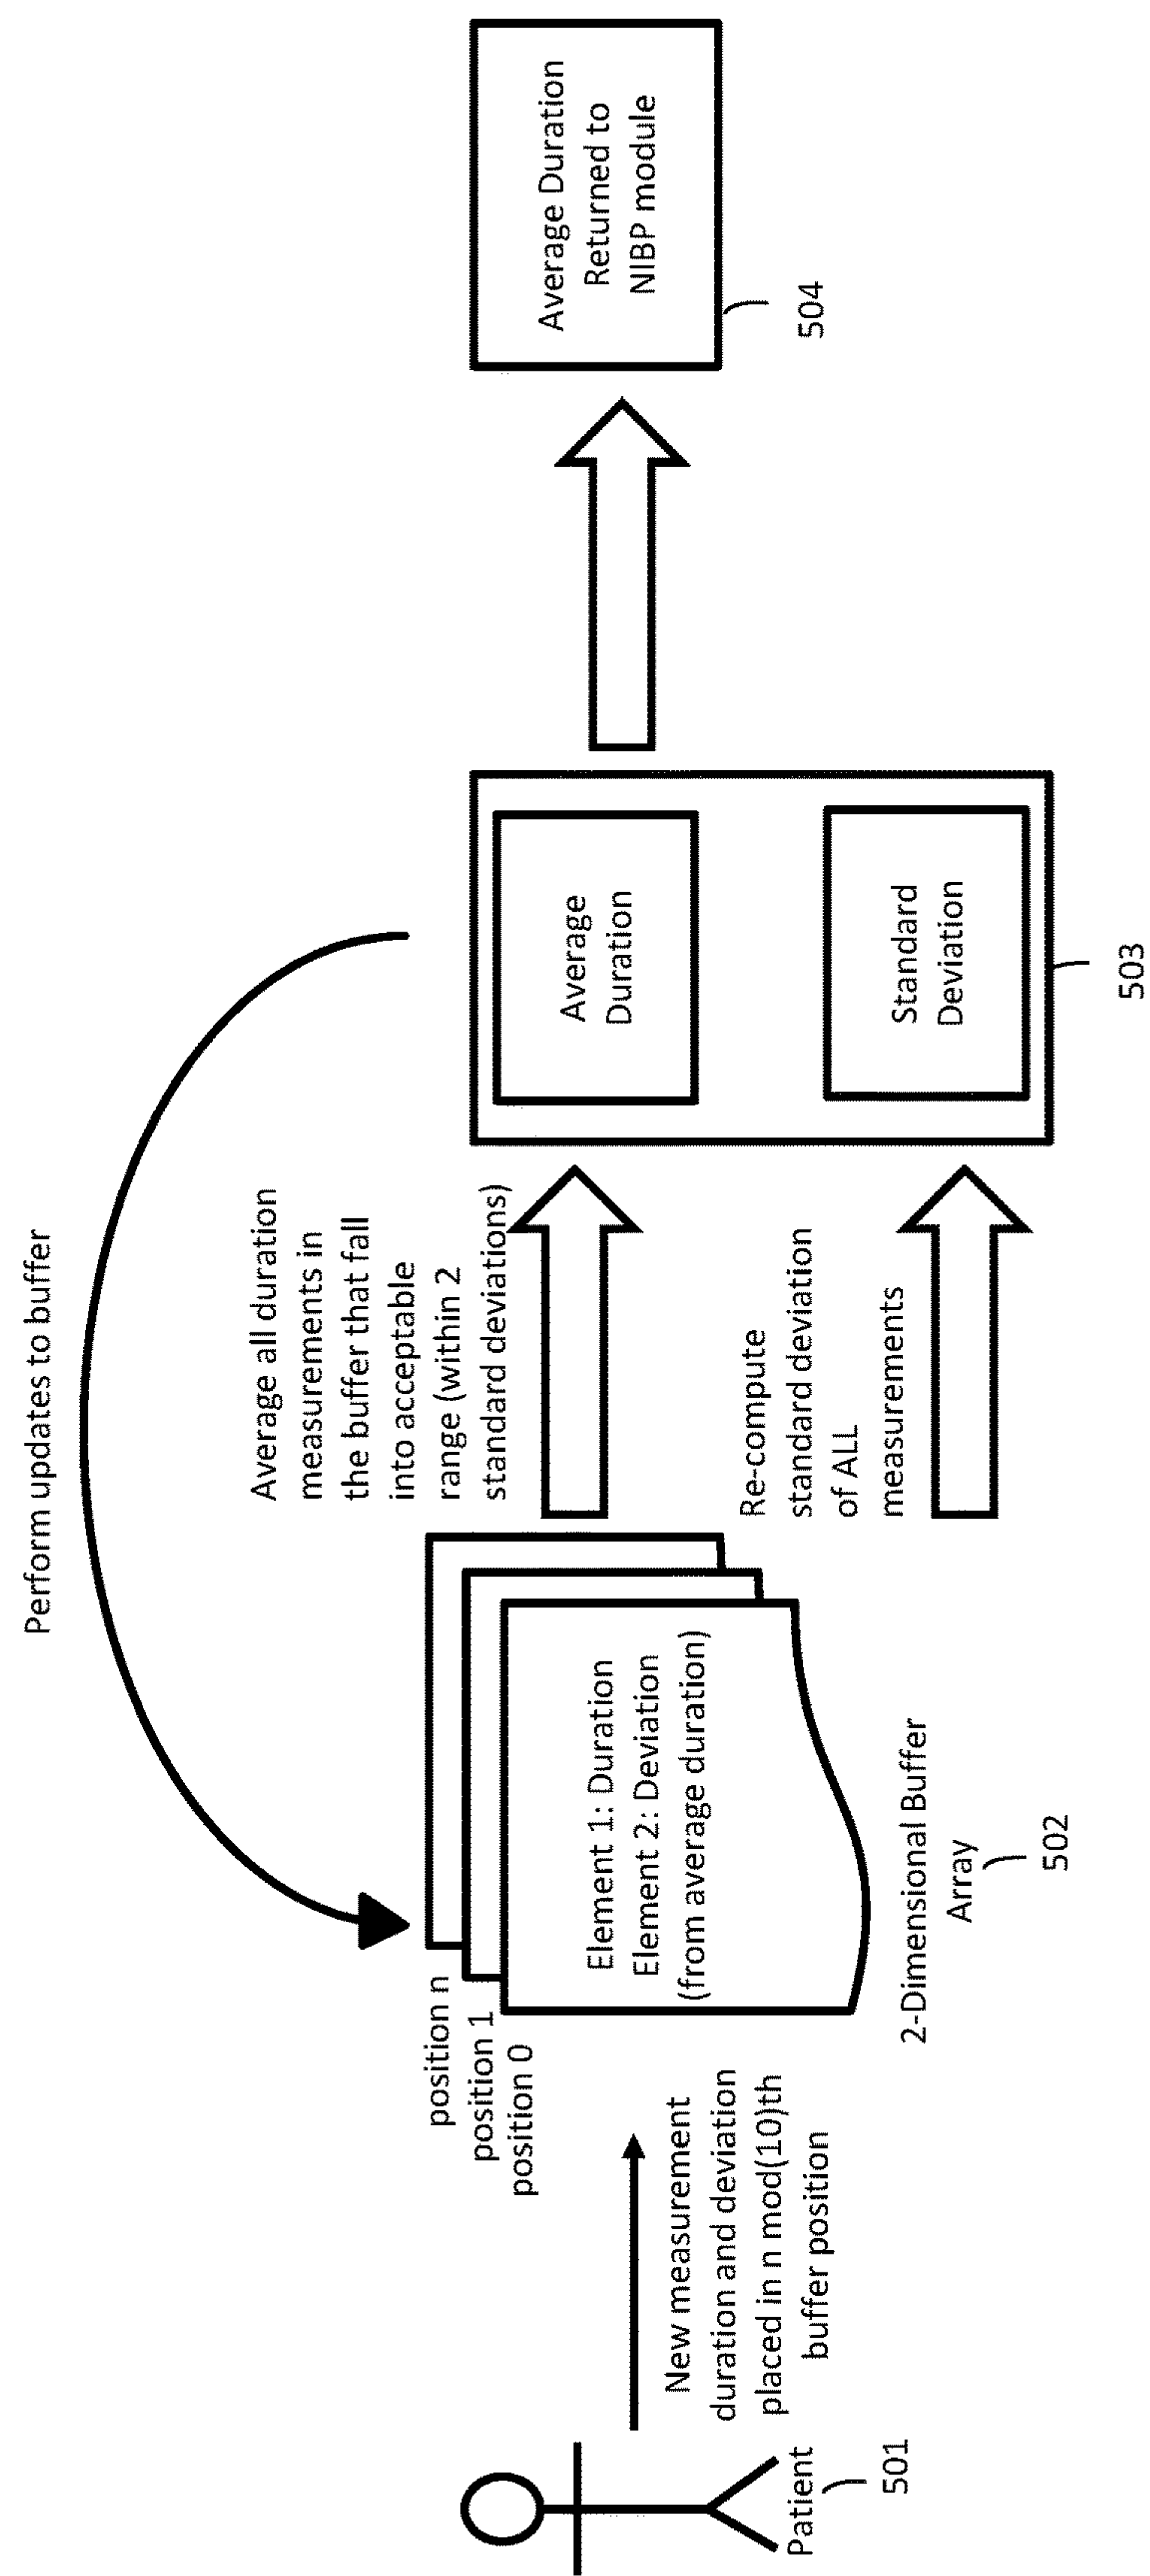 Perform updates to buffer
Patient
501
New measurement
duration and deviation
placed in n mod(10)th
buffer position
position n
position 1
position 0
Element 1: Duration
Element 2: Deviation
(from average duration)
2-Dimensional Buffer
Array
502
Average all duration
measurements in
the buffer that fall
into acceptable
range (within 2
standard deviations)
Re-compute
standard deviation
of ALL
measurements
Average
Duration
Standard
Deviation
503
Average Duration
Returned to
NIBP module
504